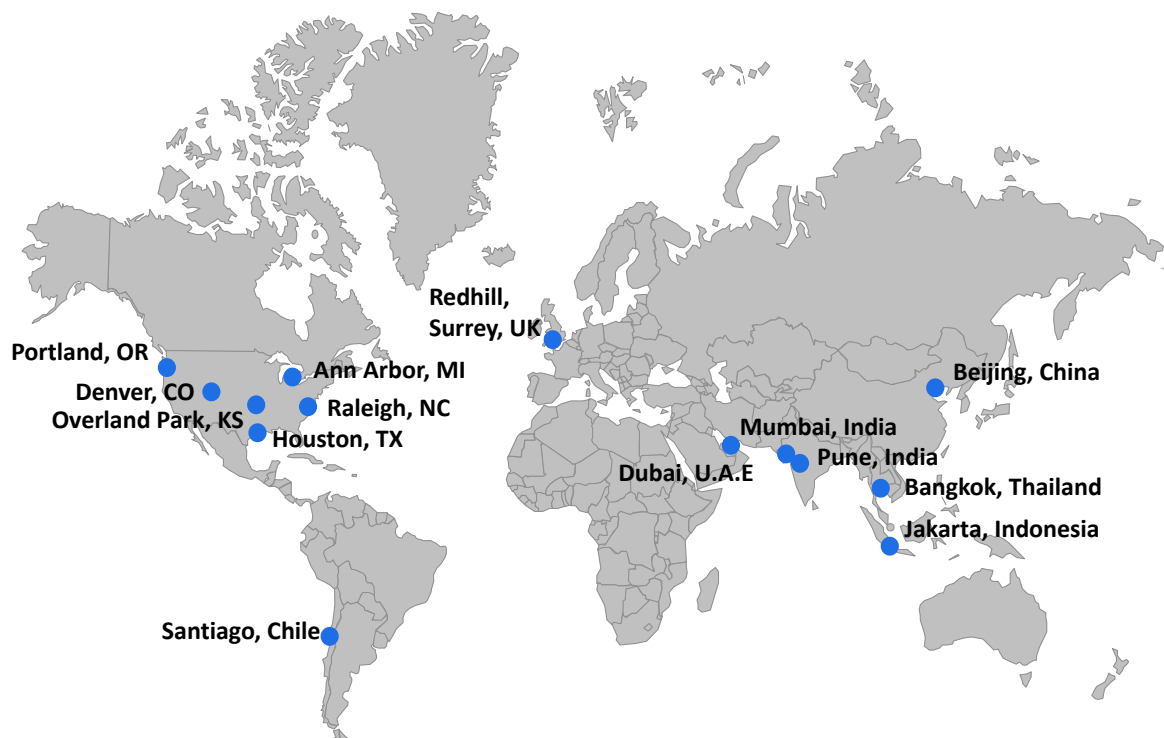 Redhill,
Surrey, UK
Portland, OR
Ann Arbor, MI
Beijing, China
Denver, CO
Overland Park, KS
Raleigh, NC
Houston, TX
Mumbai, India
Pune, India
Dubai, U.A.E
Bangkok, Thailand
Jakarta, Indonesia
Santiago, Chile